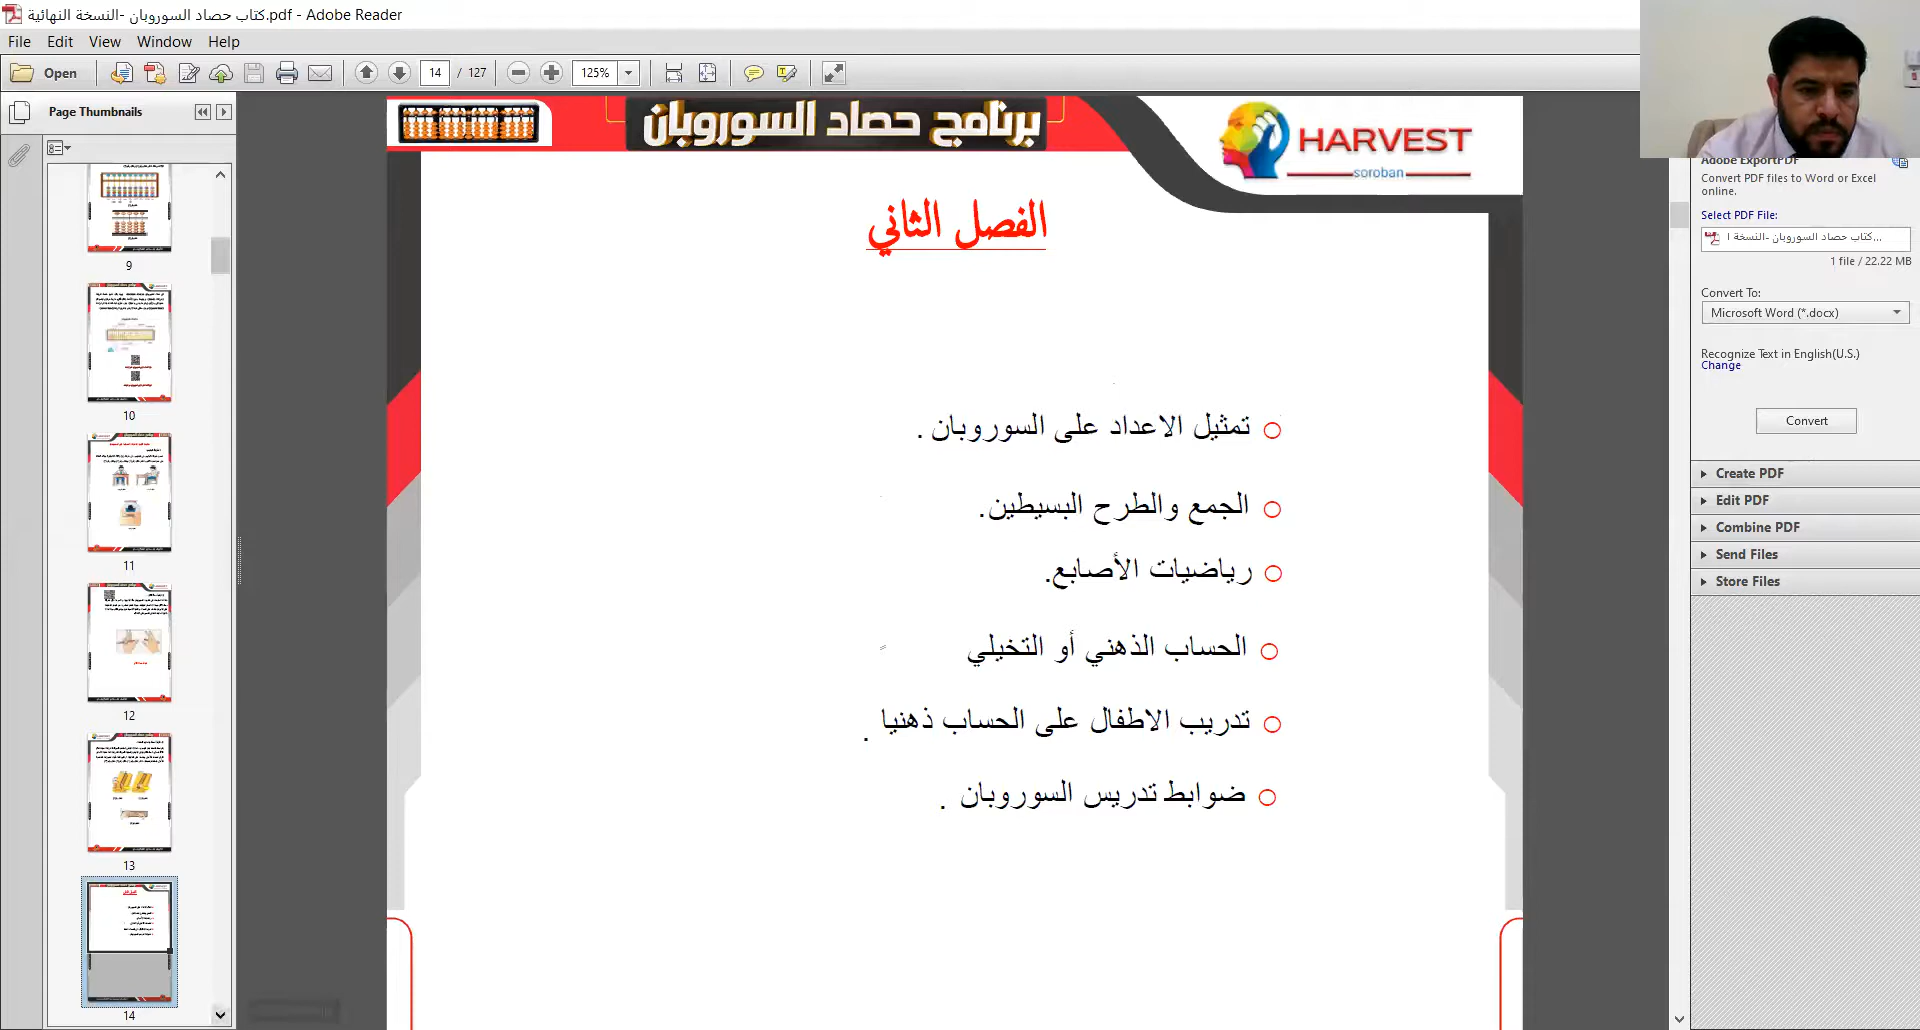 كتاب حصاد السوروبان -النسخة النهائية.pdf - Adobe Reader
File Edit View Window Help
Open 14 / 127 125%
Page Thumbnails
9
10
11
12
13
14
برنامج حصاد السوروبان
HARVEST
soroban
الفصل الثاني
تمثيل الاعداد على السوروبان .
الجمع والطرح البسيطين.
رياضيات الأصابع.
الحساب الذهني أو التخيلي
تدريب الاطفال على الحساب ذهنيا .
ضوابط تدريس السوروبان .
Adobe ExportPDF
Convert PDF files to Word or Excel
online.
Select PDF File:
كتاب حصاد السوروبان -النسخة ا...
1 file / 22.22 MB
Convert To:
Microsoft Word (*.docx)
Recognize Text in English(U.S.)
Change
Convert
Create PDF
Edit PDF
Combine PDF
Send Files
Store Files